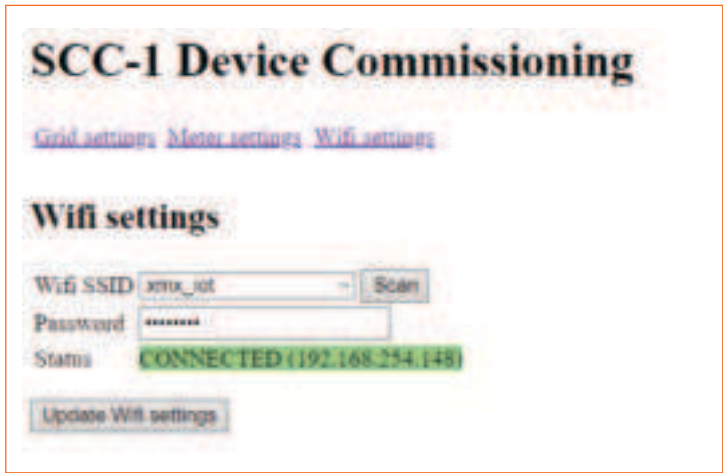 SCC-1 Device Commissioning
Grid settings Meter settings Wifi settings
Wifi settings
Wifi SSID xmx_iot Scan
Password ••••••••
Status CONNECTED (192.168.254.148)
Update Wifi settings